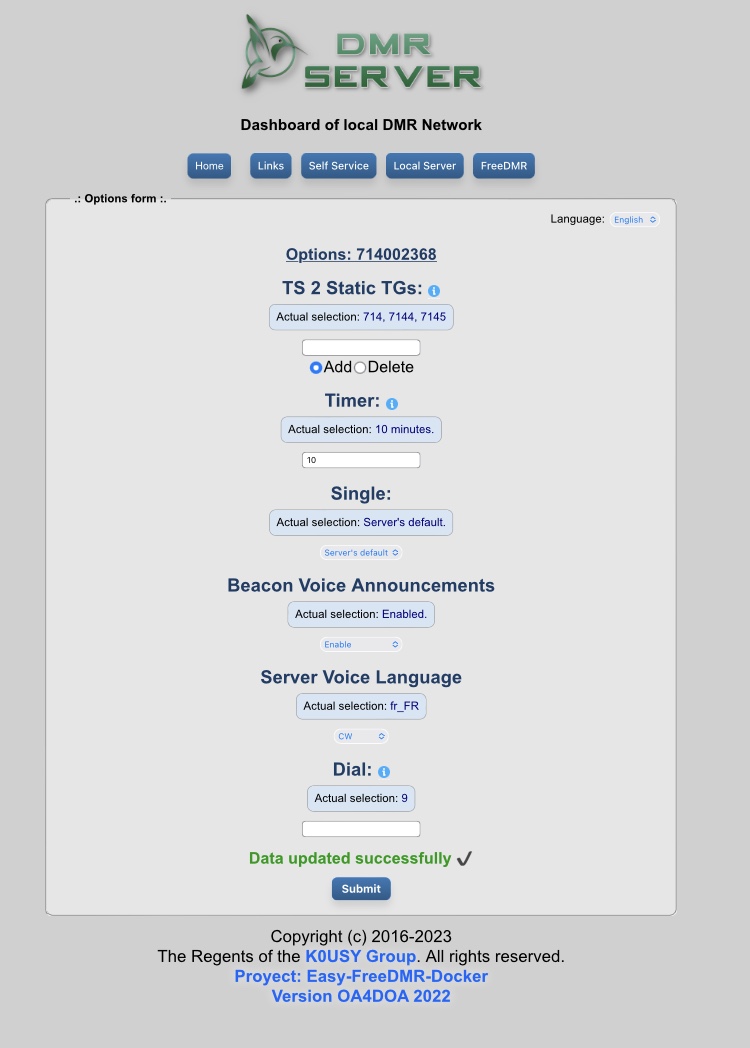 DMR
SERVER
Dashboard of local DMR Network
Home Links Self Service Local Server FreeDMR
.: Options form :.
Language: English
Options: 714002368
TS 2 Static TGs: i
Actual selection: 714, 7144, 7145
Add Delete
Timer: i
Actual selection: 10 minutes.
10
Single:
Actual selection: Server's default.
Server's default
Beacon Voice Announcements
Actual selection: Enabled.
Enable
Server Voice Language
Actual selection: fr_FR
CW
Dial: i
Actual selection: 9
Data updated successfully ✔
Submit
Copyright (c) 2016-2023
The Regents of the K0USY Group. All rights reserved.
Proyect: Easy-FreeDMR-Docker
Version OA4DOA 2022